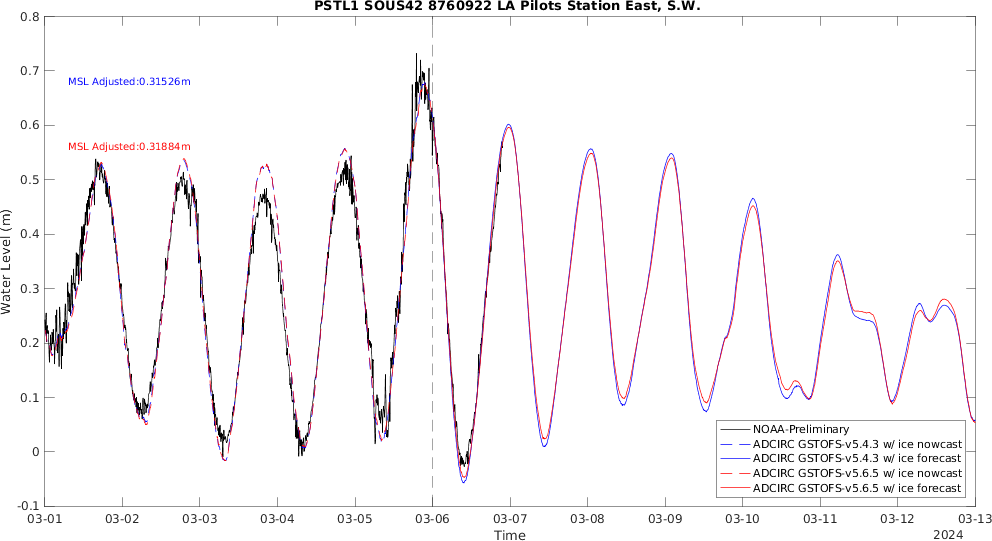 PSTL1 SOUS42 8760922 LA Pilots Station East, S.W.
0.8
0.7
0.6
0.5
0.4
0.3
0.2
0.1
0
-0.1
Water Level (m)
MSL Adjusted:0.31526m
MSL Adjusted:0.31884m
NOAA-Preliminary
ADCIRC GSTOFS-v5.4.3 w/ ice nowcast
ADCIRC GSTOFS-v5.4.3 w/ ice forecast
ADCIRC GSTOFS-v5.6.5 w/ ice nowcast
ADCIRC GSTOFS-v5.6.5 w/ ice forecast
03-01 03-02 03-03 03-04 03-05 03-06 03-07 03-08 03-09 03-10 03-11 03-12 03-13
Time
2024